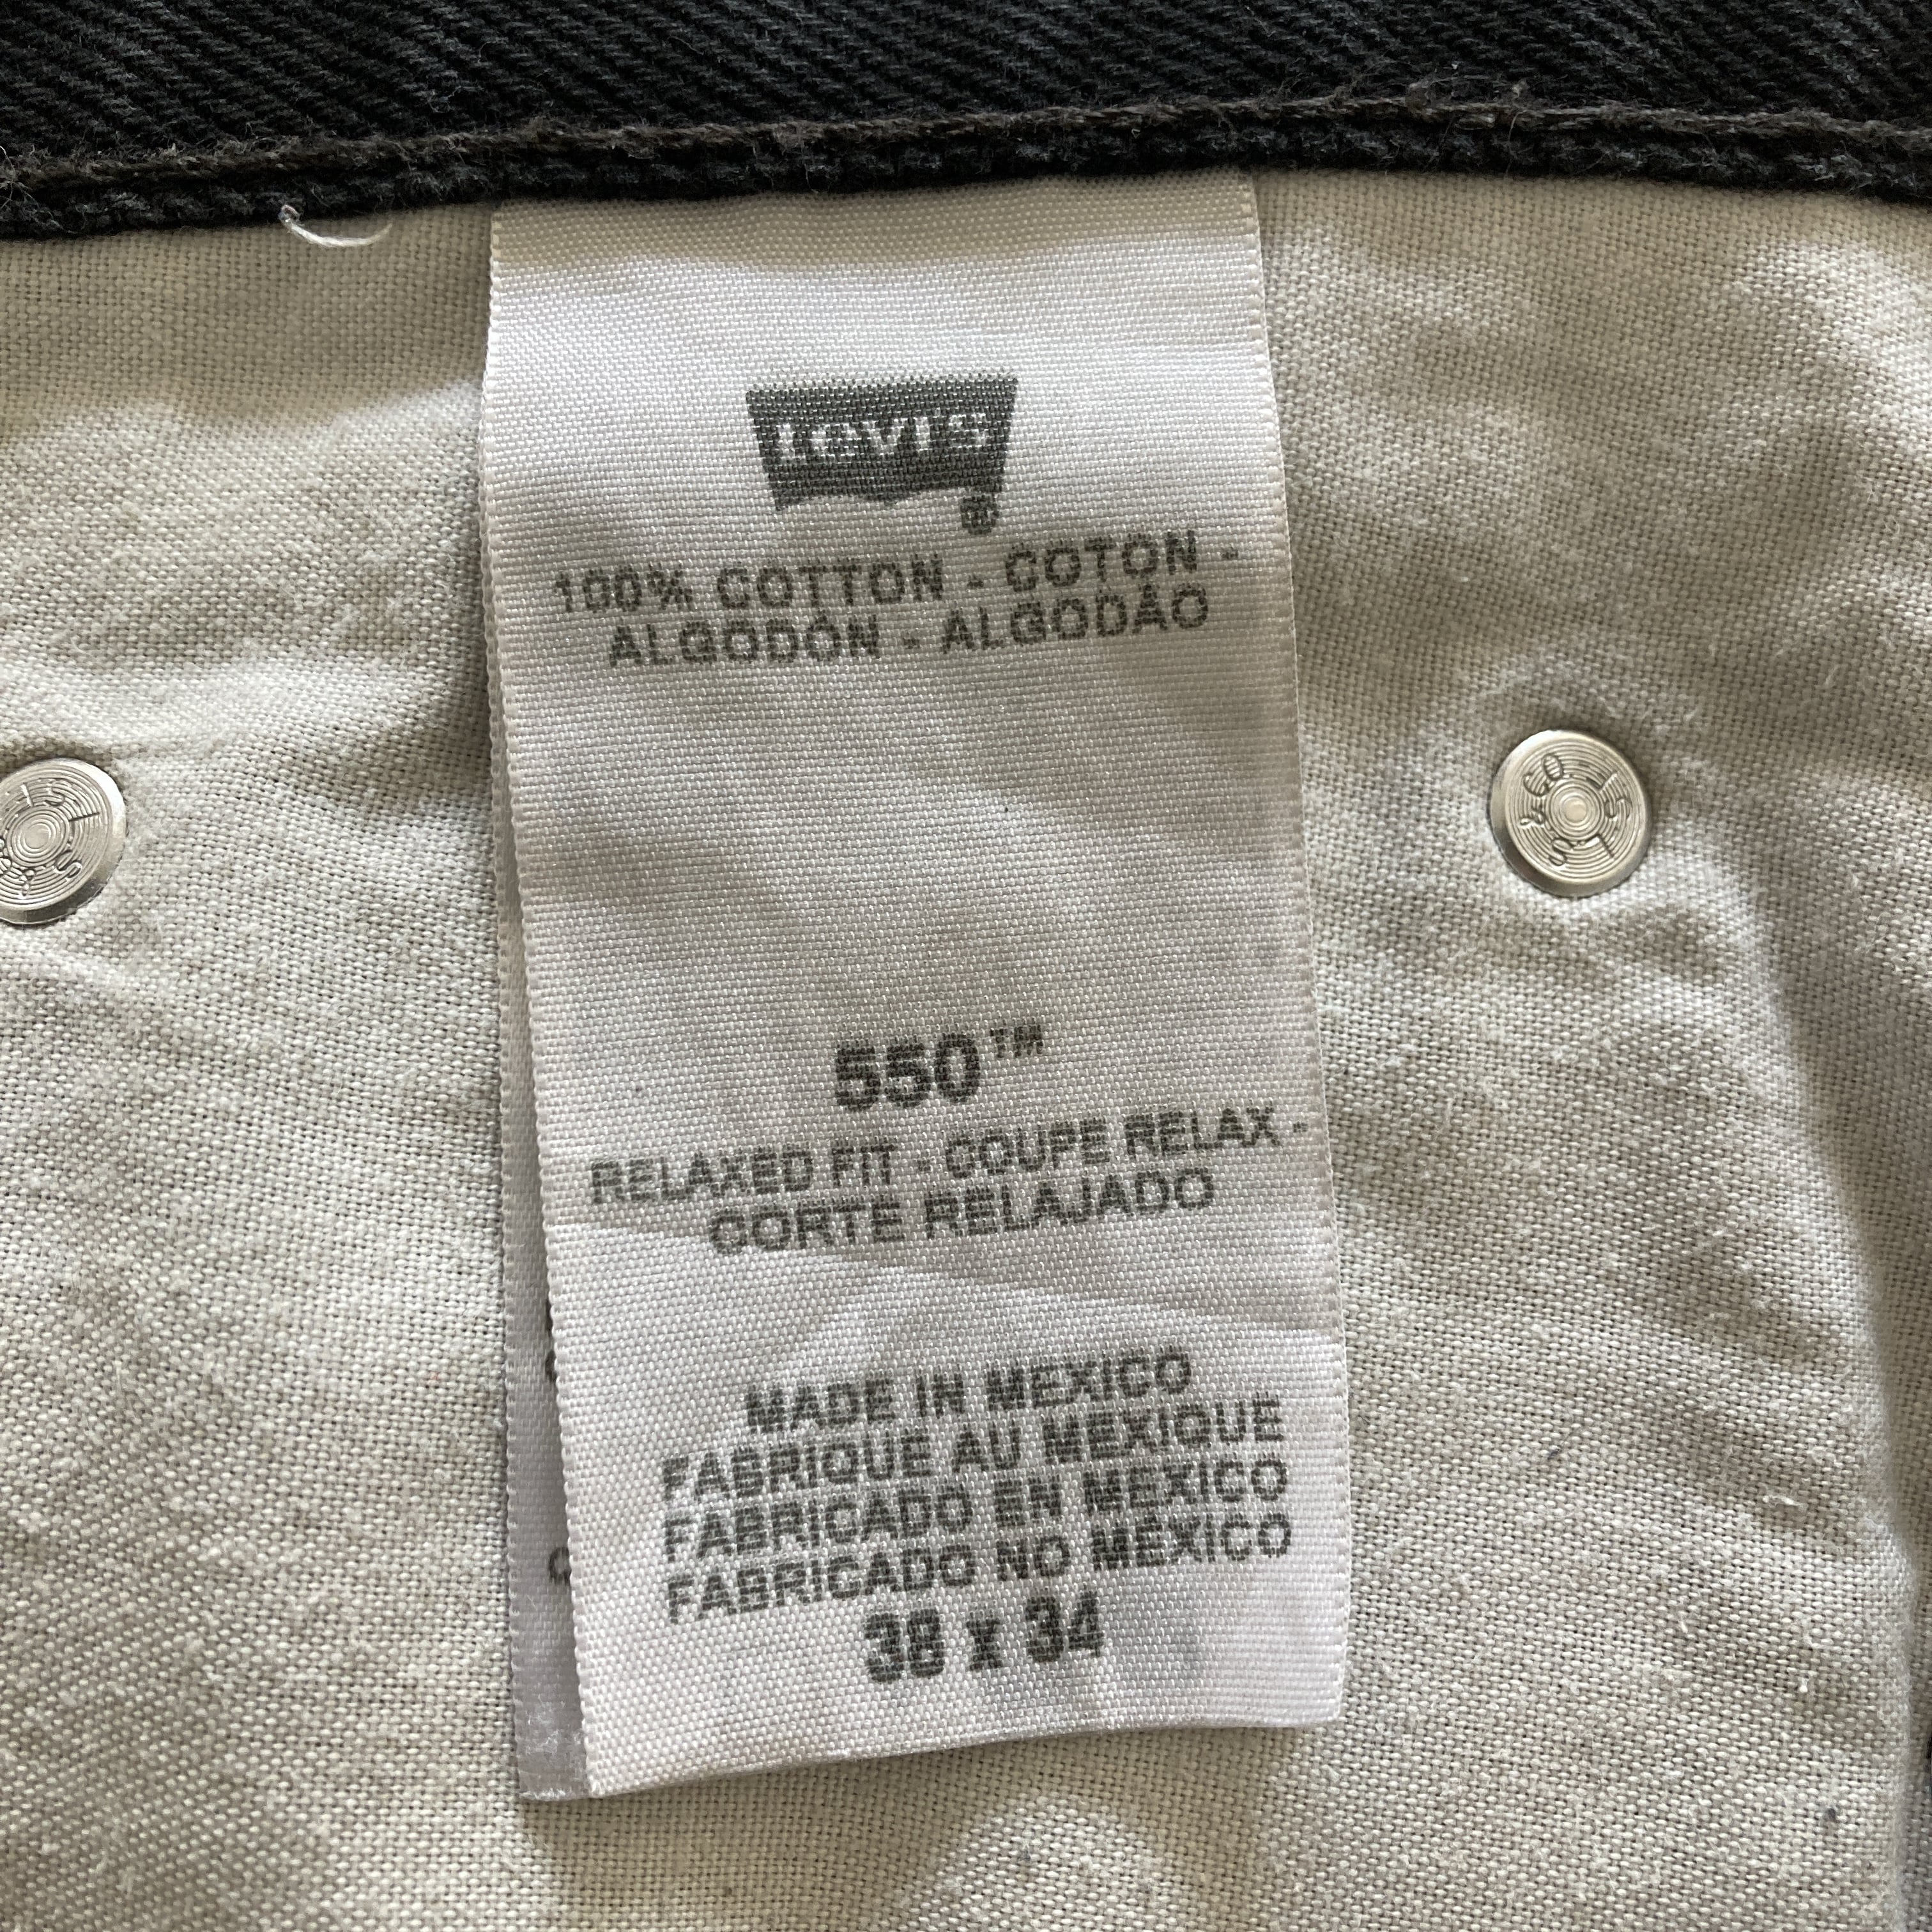 LEVI'S
®
100% COTTON - COTON -
ALGODÓN - ALGODÃO
550™
RELAXED FIT - COUPE RELAX -
CORTE RELAJADO
MADE IN MEXICO
FABRIQUE AU MEXIQUE
FABRICADO EN MEXICO
FABRICADO NO MÉXICO
38 x 34